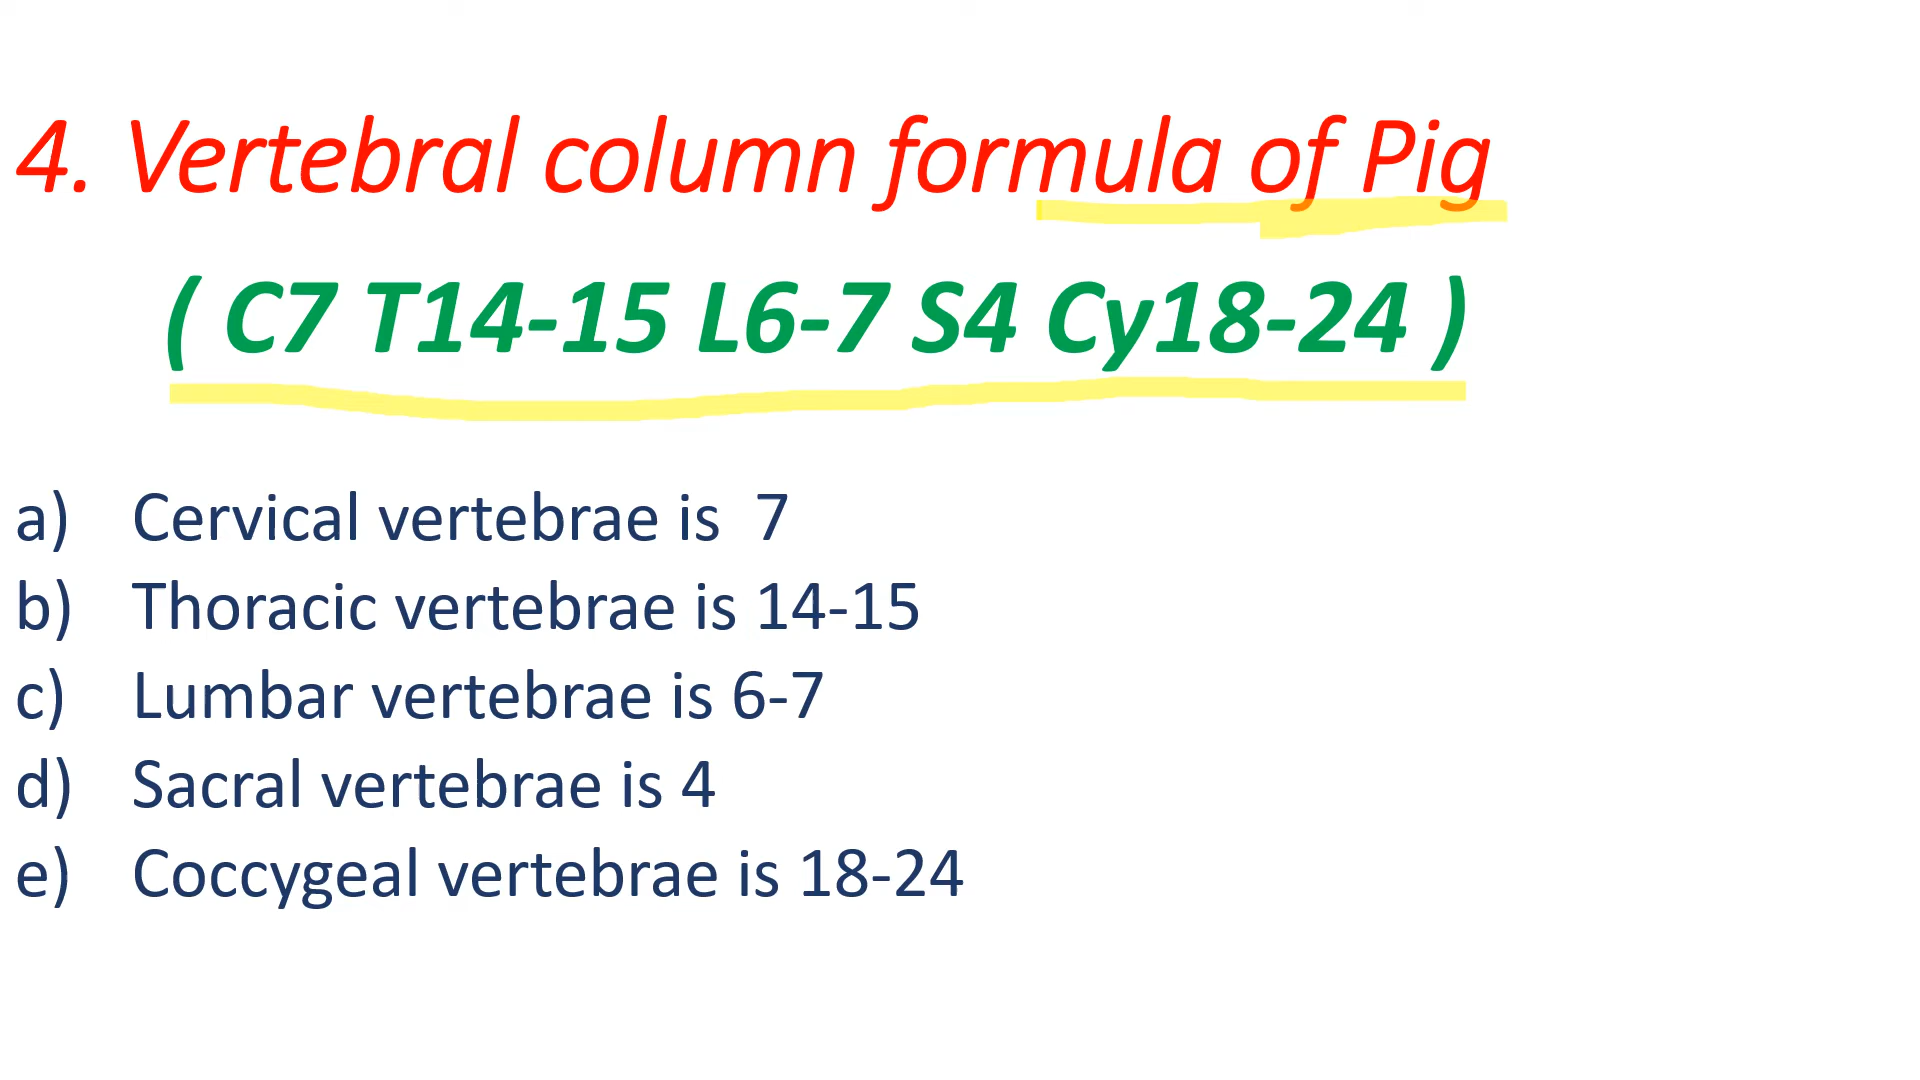 4. Vertebral column formula of Pig
( C7 T14-15 L6-7 S4 Cy18-24 )
a) Cervical vertebrae is 7
b) Thoracic vertebrae is 14-15
c) Lumbar vertebrae is 6-7
d) Sacral vertebrae is 4
e) Coccygeal vertebrae is 18-24